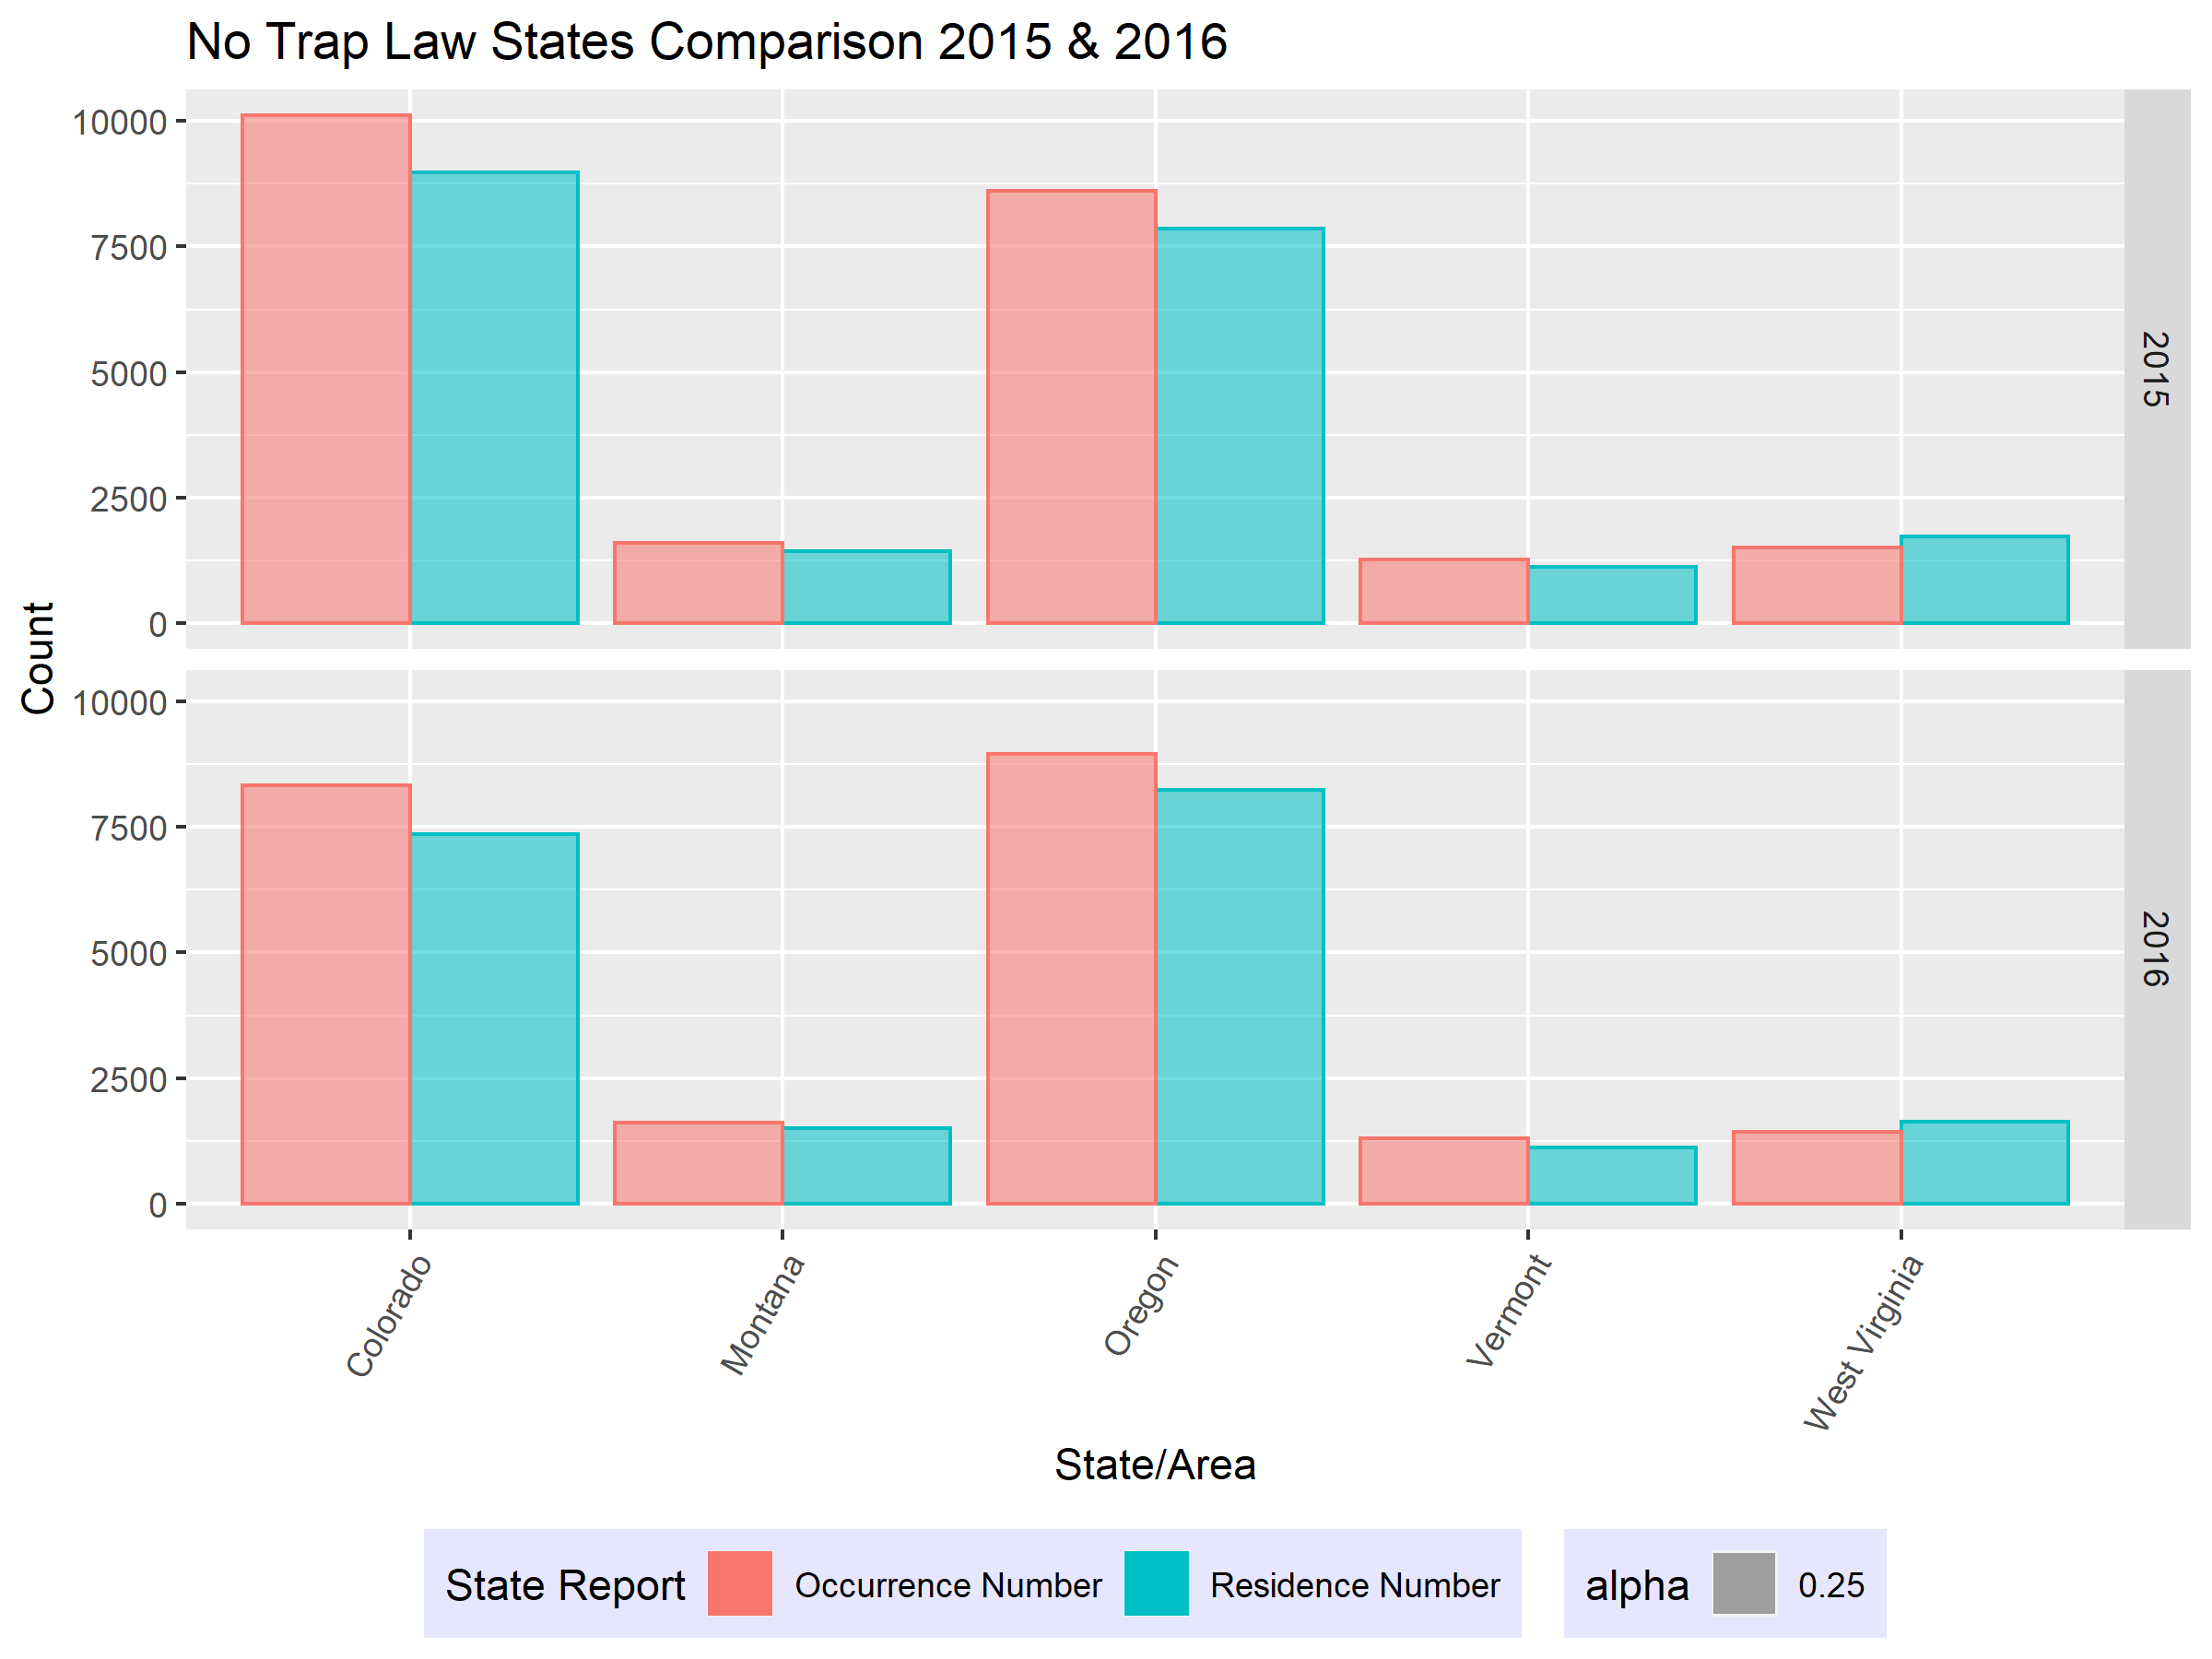 No Trap Law States Comparison 2015 & 2016
Count
10000
7500
5000
2500
0
2015
10000
7500
5000
2500
0
2016
Colorado
Montana
Oregon
Vermont
West Virginia
State/Area
State Report Occurrence Number Residence Number alpha 0.25